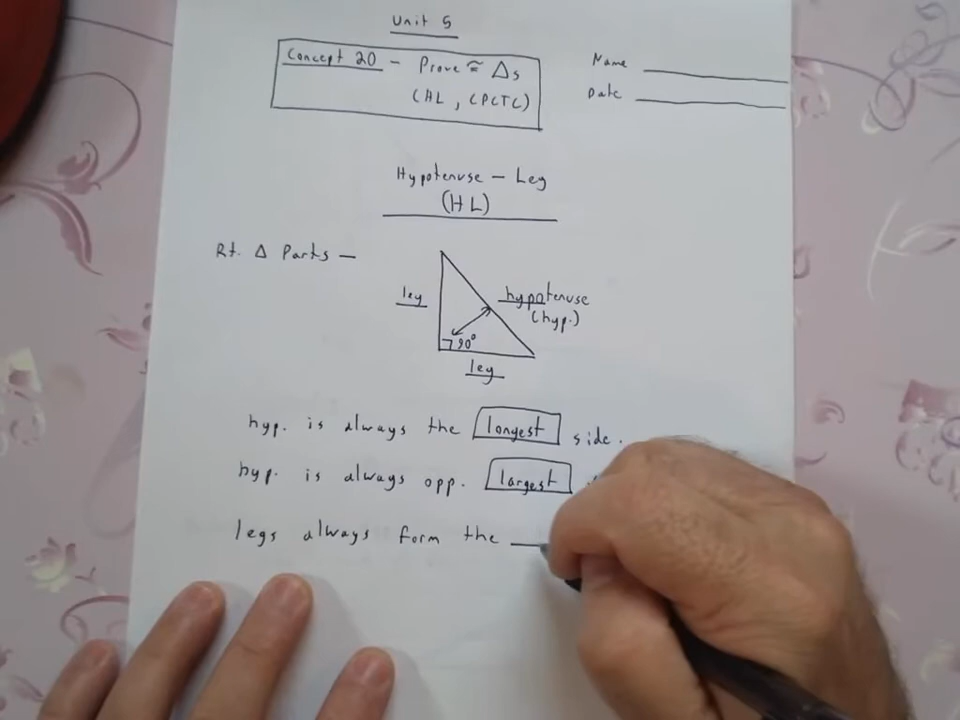 Unit 5
Concept 20 - Prove ≅ Δs
(HL, CPCTC)
Name
Date
Hypotenuse - Leg
(HL)
Rt. Δ Parts -
leg
hypotenuse
(hyp.)
90°
leg
hyp. is always the longest side.
hyp. is always opp. largest
legs always form the